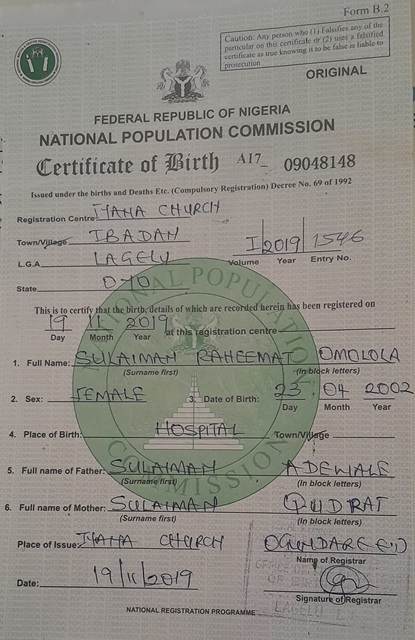 Form B.2
Caution: Any person who (1) Falsifies any of the
particular on this certificate or (2) uses a falsified
certificate as true knowing it to be false is liable to
prosecution
ORIGINAL
FEDERAL REPUBLIC OF NIGERIA
NATIONAL POPULATION COMMISSION
Certificate of Birth A17_ 09048148
Issued under the births and Deaths Etc. (Compulsory Registration) Decree No. 69 of 1992
Registration Centre CHURCH
Town/Village IBADAN
L.G.A LAGELU I 2019 1546
Volume Year Entry No.
State OYO
This is to certify that the birth, details of which are recorded herein has been registered on
19 11 2019 at this registration centre
Day Month Year
1. Full Name: SULAIMAN RAHEEMAT OMOLOLA
(Surname first) (In block letters)
2. Sex: FEMALE 3. Date of Birth: 23 04 2002
Day Month Year
4. Place of Birth: HOSPITAL Town/Village
5. Full name of Father: SULAIMAN ADEWALE
(Surname first) (In block letters)
6. Full name of Mother: SULAIMAN QUDRAT
(Surname first) (In block letters)
Place of Issue: CHURCH OGUNDARE
Name of Registrar
Date: 19/11/2019
Signature of Registrar
NATIONAL REGISTRATION PROGRAMME
NATIONAL POPULATION COMMISSION